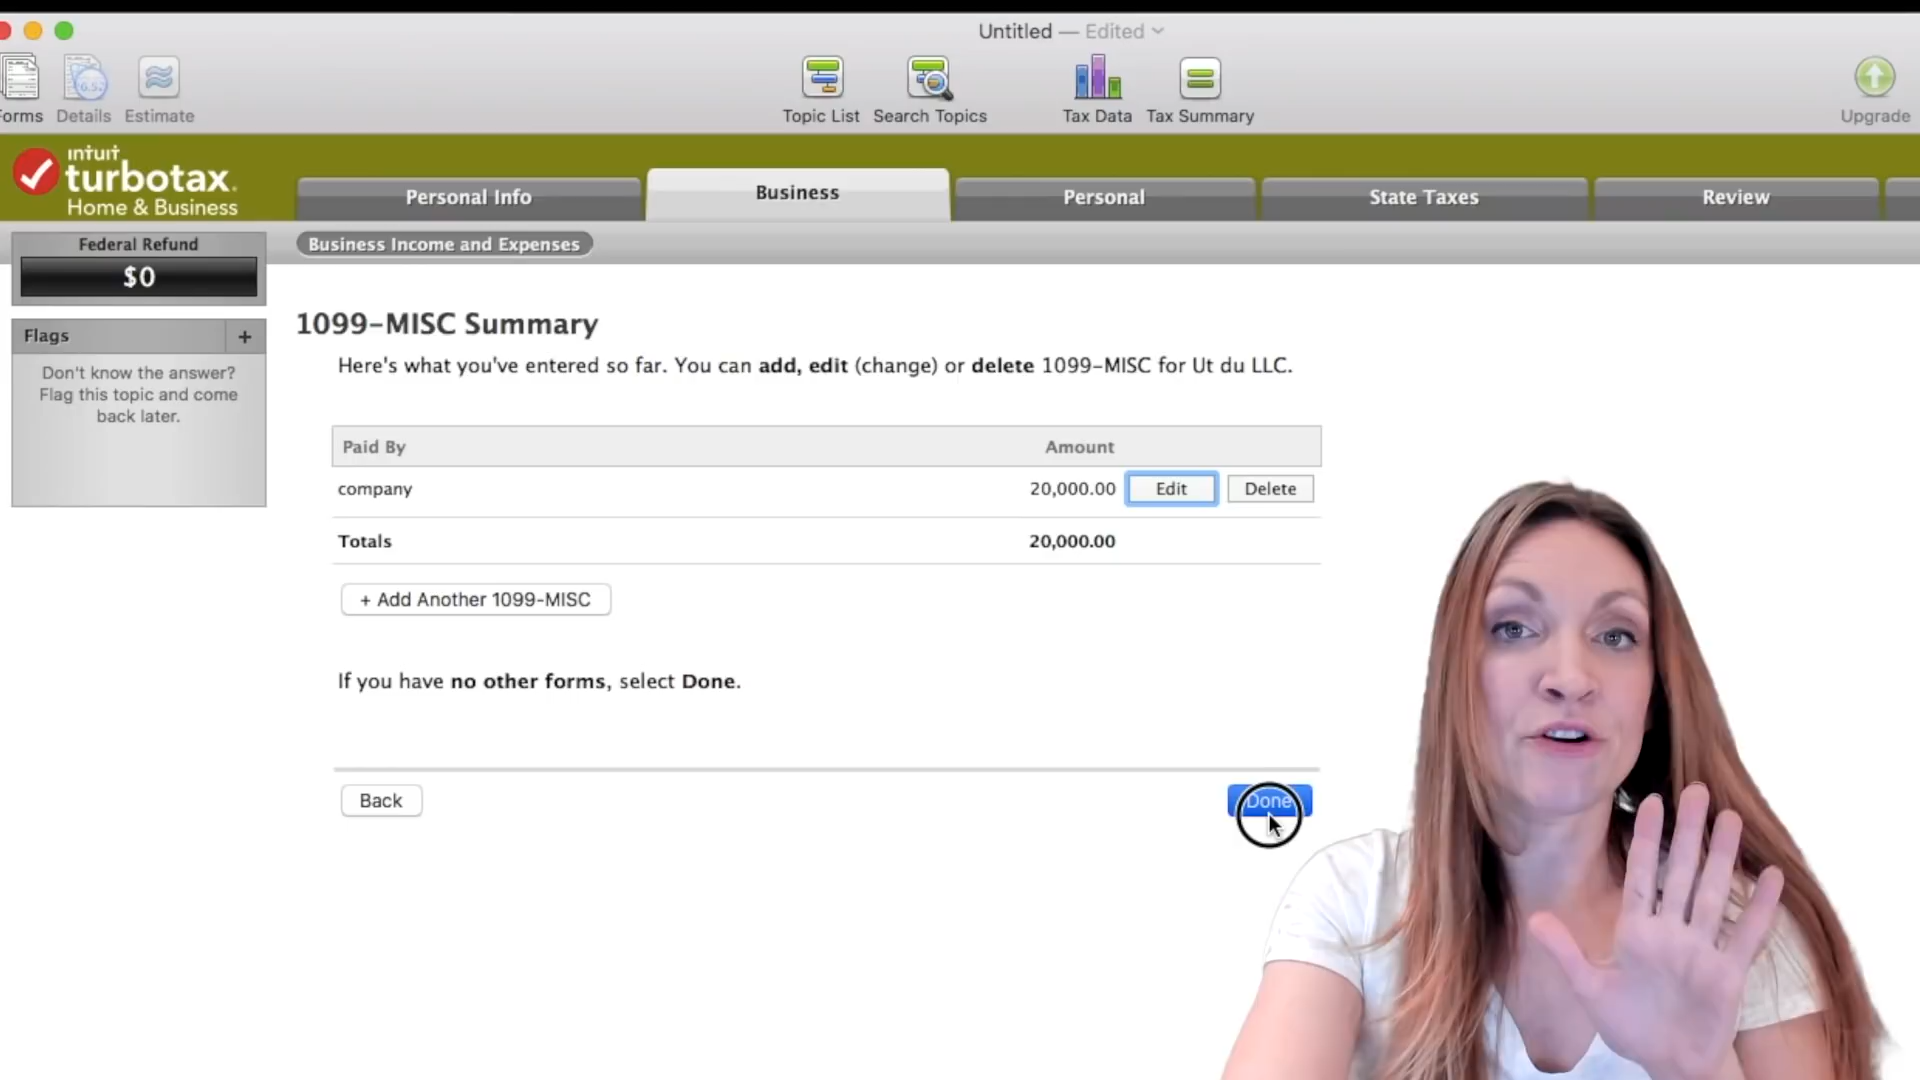 Untitled — Edited
Forms
Details
Estimate
Topic List
Search Topics
Tax Data
Tax Summary
Upgrade
intuit
turbotax.
Home & Business
Personal Info
Business
Personal
State Taxes
Review
Federal Refund
$0
Business Income and Expenses
Flags +
Don't know the answer?
Flag this topic and come
back later.
1099-MISC Summary
Here's what you've entered so far. You can add, edit (change) or delete 1099-MISC for Ut du LLC.
Paid By Amount
company 20,000.00 Edit Delete
Totals 20,000.00
+ Add Another 1099-MISC
If you have no other forms, select Done.
Back
Done